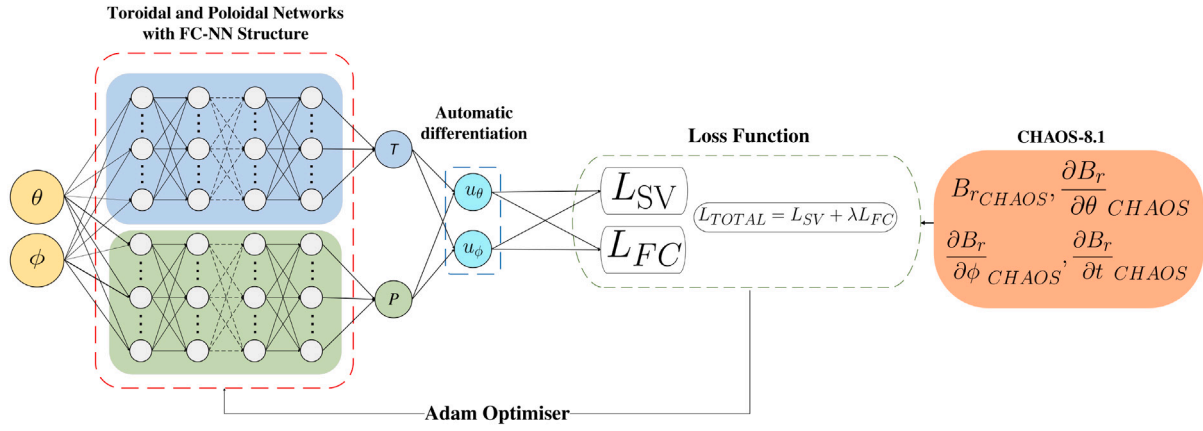 Toroidal and Poloidal Networks
with FC-NN Structure
θ
ϕ
T
P
Automatic
differentiation
u_θ
u_ϕ
Loss Function
L_SV
L_FC
L_TOTAL = L_SV + λL_FC
CHAOS-8.1
B_{r CHAOS}, ∂B_r/∂θ _{CHAOS}
∂B_r/∂ϕ _{CHAOS}, ∂B_r/∂t _{CHAOS}
Adam Optimiser